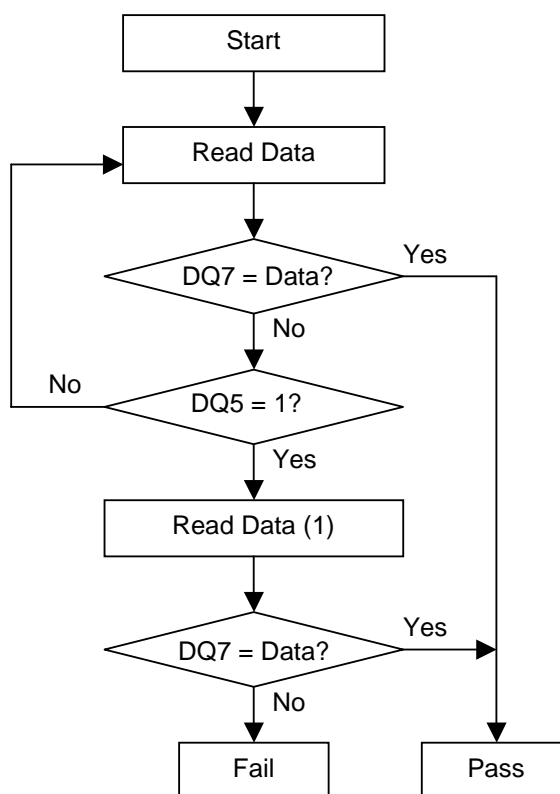 Start
Read Data
DQ7 = Data?
Yes
No
DQ5 = 1?
No
Yes
Read Data (1)
DQ7 = Data?
Yes
No
Fail
Pass